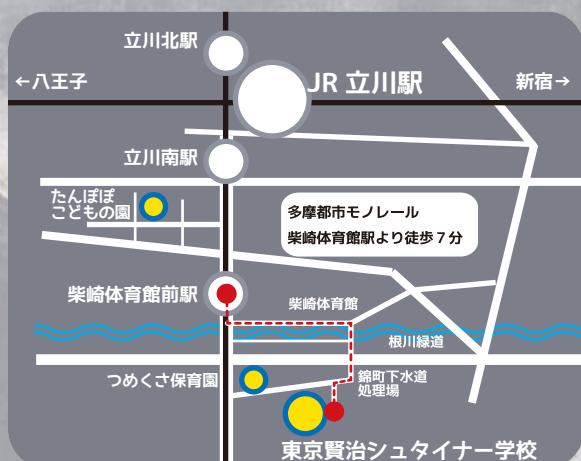 立川北駅
←八王子
JR 立川駅
新宿→
立川南駅
たんぽぽ
こどもの園
多摩都市モノレール
柴崎体育館駅より徒歩７分
柴崎体育館前駅
柴崎体育館
根川緑道
つめくさ保育園
錦町下水道
処理場
東京賢治シュタイナー学校